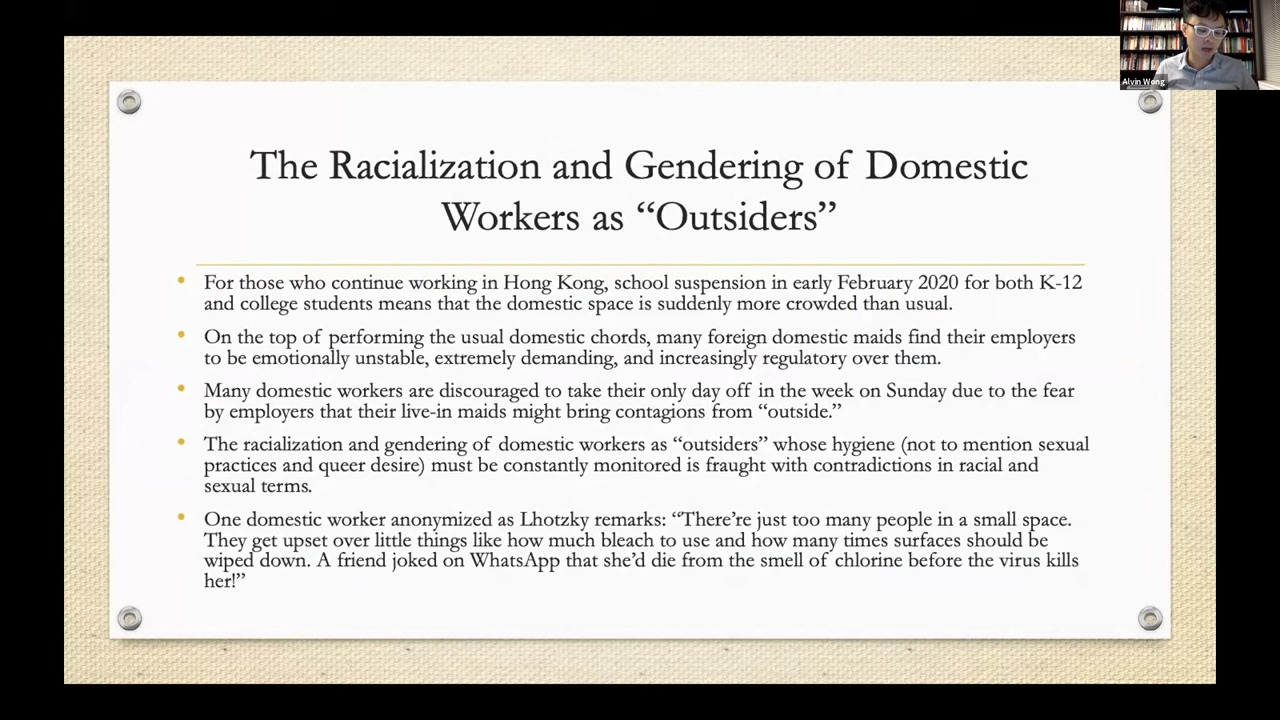 Alvin Wong
The Racialization and Gendering of Domestic
Workers as “Outsiders”
• For those who continue working in Hong Kong, school suspension in early February 2020 for both K-12
and college students means that the domestic space is suddenly more crowded than usual.
• On the top of performing the usual domestic chords, many foreign domestic maids find their employers
to be emotionally unstable, extremely demanding, and increasingly regulatory over them.
• Many domestic workers are discouraged to take their only day off in the week on Sunday due to the fear
by employers that their live-in maids might bring contagions from “outside.”
• The racialization and gendering of domestic workers as “outsiders” whose hygiene (not to mention sexual
practices and queer desire) must be constantly monitored is fraught with contradictions in racial and
sexual terms.
• One domestic worker anonymized as Lhotzky remarks: “There’re just too many people in a small space.
They get upset over little things like how much bleach to use and how many times surfaces should be
wiped down. A friend joked on WhatsApp that she’d die from the smell of chlorine before the virus kills
her!”